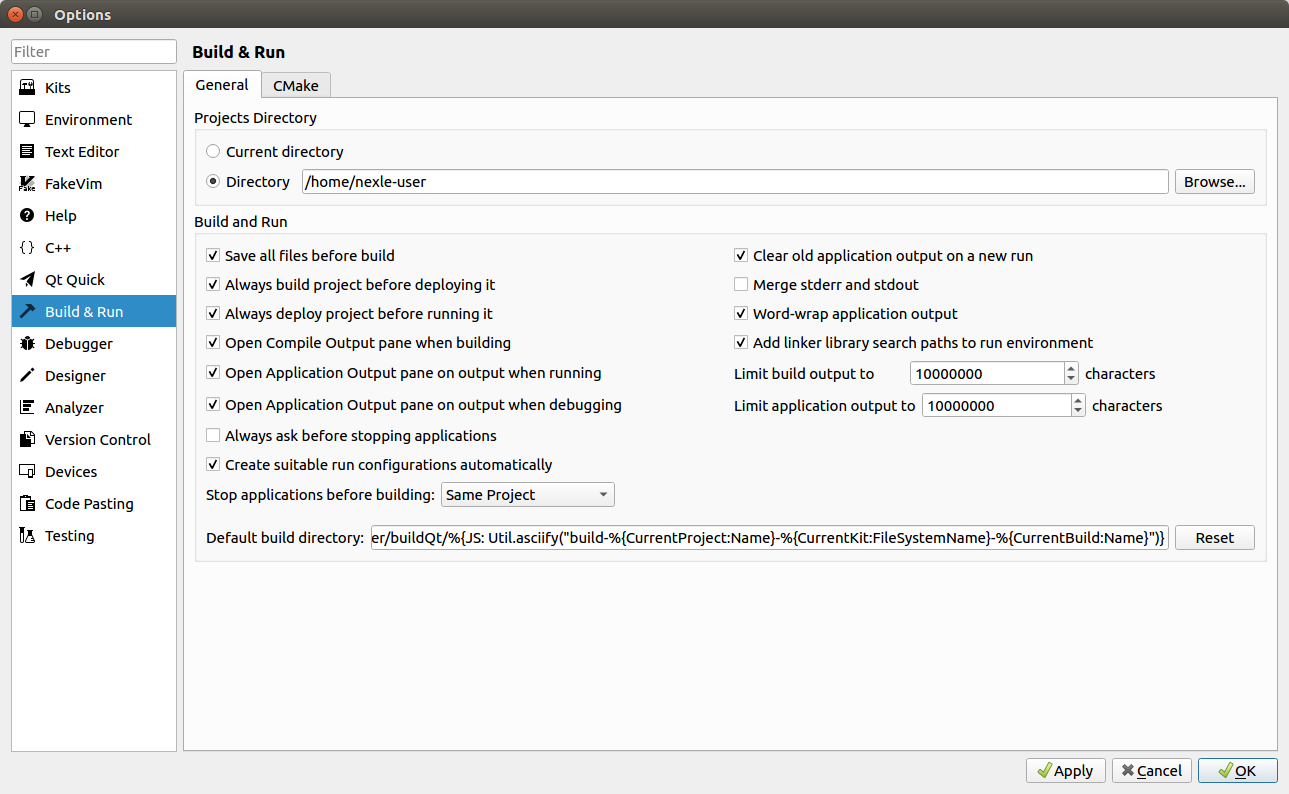 Options
Filter
Kits
Environment
Text Editor
FakeVim
Help
C++
Qt Quick
Build & Run
Debugger
Designer
Analyzer
Version Control
Devices
Code Pasting
Testing
Build & Run
General CMake
Projects Directory
Current directory
Directory /home/nexle-user Browse...
Build and Run
Save all files before build
Always build project before deploying it
Always deploy project before running it
Open Compile Output pane when building
Open Application Output pane on output when running
Open Application Output pane on output when debugging
Always ask before stopping applications
Create suitable run configurations automatically
Stop applications before building: Same Project
Clear old application output on a new run
Merge stderr and stdout
Word-wrap application output
Add linker library search paths to run environment
Limit build output to 10000000 characters
Limit application output to 10000000 characters
Default build directory: er/buildQt/%{JS: Util.asciify("build-%{CurrentProject:Name}-%{CurrentKit:FileSystemName}-%{CurrentBuild:Name}")} Reset
Apply Cancel OK